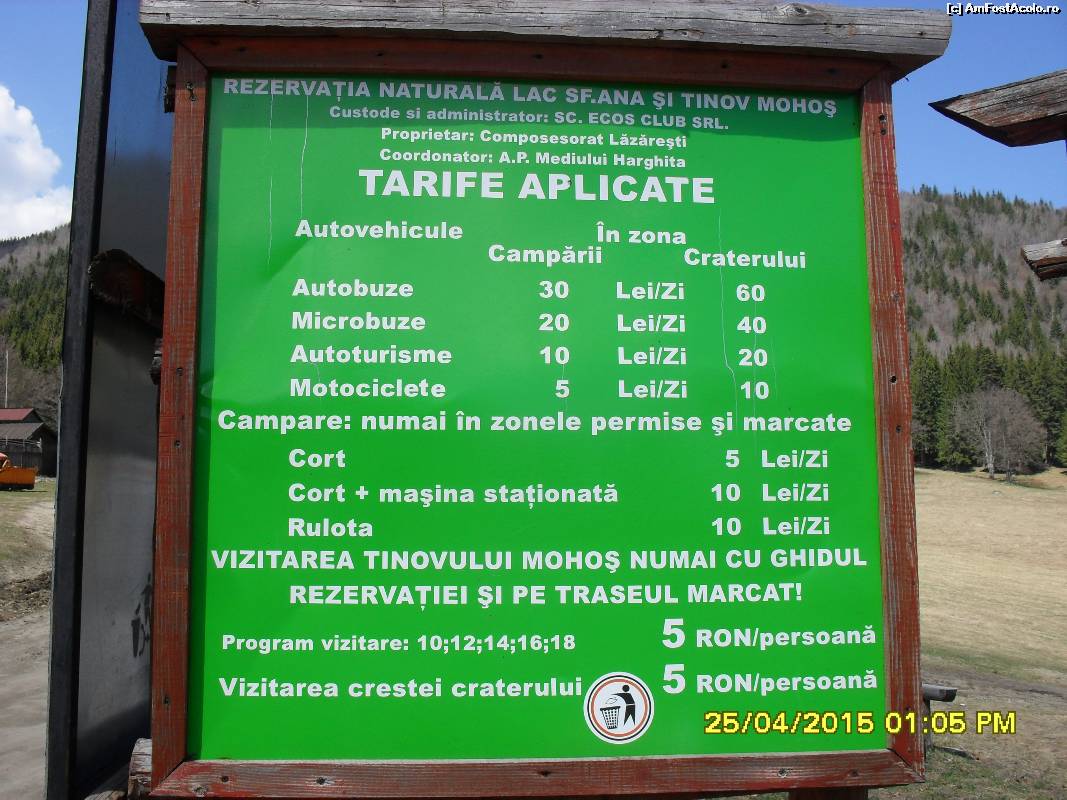 [c] AmFostAcolo.ro
REZERVAŢIA NATURALĂ LAC SF.ANA ŞI TINOV MOHOŞ
Custode si administrator: SC. ECOS CLUB SRL.
Proprietar: Composesorat Lăzăreşti
Coordonator: A.P. Mediului Harghita
TARIFE APLICATE
Autovehicule În zona
Campării Craterului
Autobuze 30 Lei/Zi 60
Microbuze 20 Lei/Zi 40
Autoturisme 10 Lei/Zi 20
Motociclete 5 Lei/Zi 10
Campare: numai în zonele permise şi marcate
Cort 5 Lei/Zi
Cort + maşina staţionată 10 Lei/Zi
Rulota 10 Lei/Zi
VIZITAREA TINOVULUI MOHOŞ NUMAI CU GHIDUL
REZERVAŢIEI ŞI PE TRASEUL MARCAT!
Program vizitare: 10;12;14;16;18 5 RON/persoană
Vizitarea crestei craterului 5 RON/persoană
25/04/2015 01:05 PM